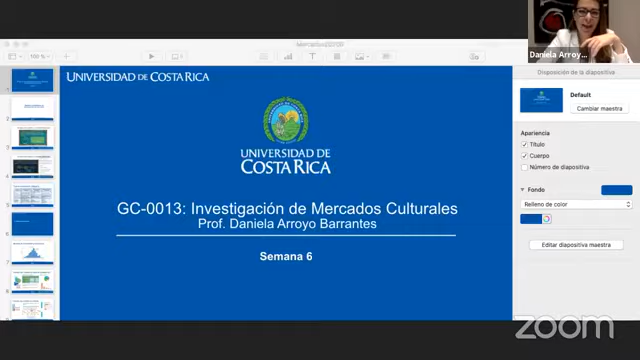 Daniela Arroy...
100 %
Disposición de la diapositiva
UNIVERSIDAD DE COSTA RICA
Default
Cambiar maestra
Apariencia
Título
Cuerpo
Número de diapositiva
UNIVERSIDAD DE
COSTA RICA
Fondo
Relleno de color
GC-0013: Investigación de Mercados Culturales
Prof. Daniela Arroyo Barrantes
Editar diapositiva maestra
Semana 6
zoom